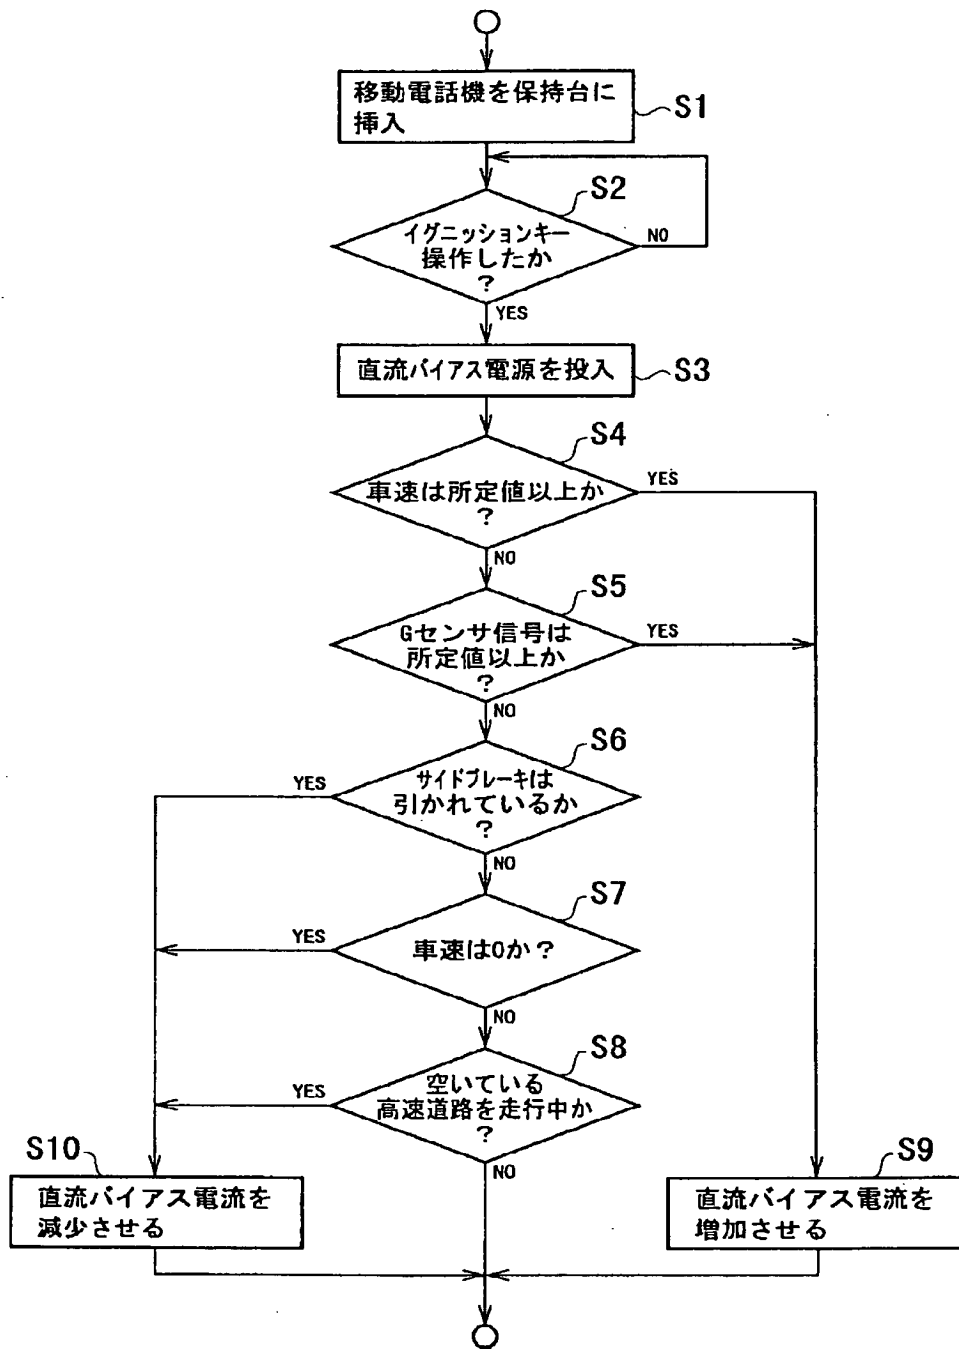 移動電話機を保持台に
挿入
S1
S2
イグニッションキー
操作したか
?
NO
YES
直流バイアス電源を投入
S3
S4
車速は所定値以上か
?
YES
NO
S5
Gセンサ信号は
所定値以上か
?
YES
NO
S6
サイドブレーキは
引かれているか
?
YES
NO
S7
車速は0か?
YES
NO
S8
空いている
高速道路を走行中か
?
YES
NO
S10
直流バイアス電流を
減少させる
S9
直流バイアス電流を
増加させる